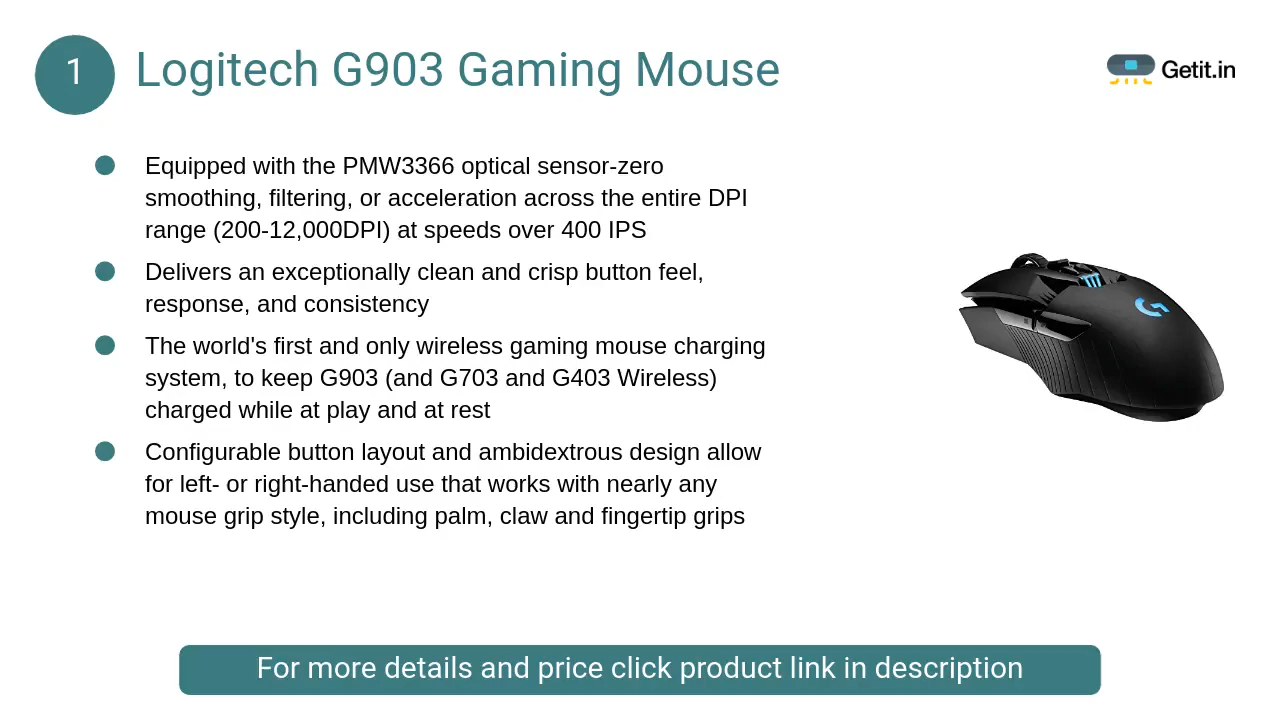 1
Logitech G903 Gaming Mouse
Getit.in
Equipped with the PMW3366 optical sensor-zero
smoothing, filtering, or acceleration across the entire DPI
range (200-12,000DPI) at speeds over 400 IPS
Delivers an exceptionally clean and crisp button feel,
response, and consistency
The world's first and only wireless gaming mouse charging
system, to keep G903 (and G703 and G403 Wireless)
charged while at play and at rest
Configurable button layout and ambidextrous design allow
for left- or right-handed use that works with nearly any
mouse grip style, including palm, claw and fingertip grips
For more details and price click product link in description